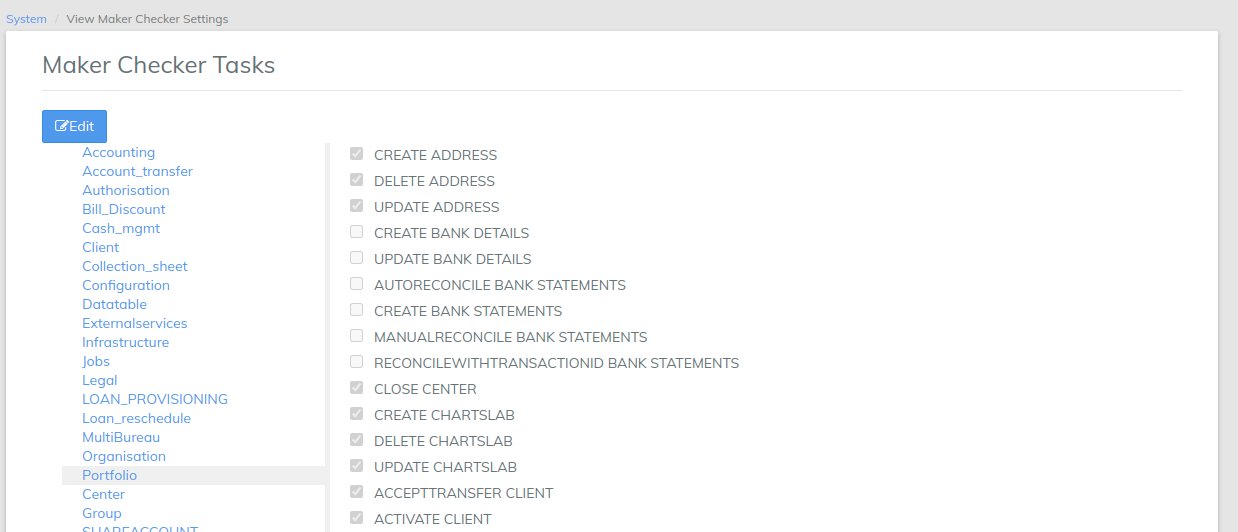 System / View Maker Checker Settings
Maker Checker Tasks
Edit
Accounting
Account_transfer
Authorisation
Bill_Discount
Cash_mgmt
Client
Collection_sheet
Configuration
Datatable
Externalservices
Infrastructure
Jobs
Legal
LOAN_PROVISIONING
Loan_reschedule
MultiBureau
Organisation
Portfolio
Center
Group
SHAREACCOUNT
CREATE ADDRESS
DELETE ADDRESS
UPDATE ADDRESS
CREATE BANK DETAILS
UPDATE BANK DETAILS
AUTORECONCILE BANK STATEMENTS
CREATE BANK STATEMENTS
MANUALRECONCILE BANK STATEMENTS
RECONCILEWITHTRANSACTIONID BANK STATEMENTS
CLOSE CENTER
CREATE CHARTSLAB
DELETE CHARTSLAB
UPDATE CHARTSLAB
ACCEPTTRANSFER CLIENT
ACTIVATE CLIENT